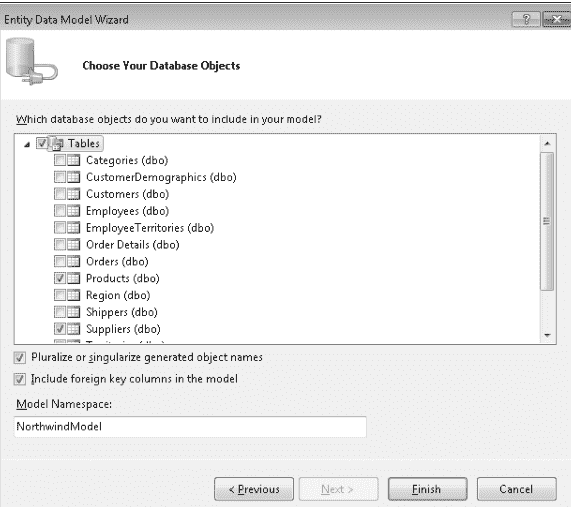 Entity Data Model Wizard
Choose Your Database Objects
Which database objects do you want to include in your model?
Tables
Categories (dbo)
CustomerDemographics (dbo)
Customers (dbo)
Employees (dbo)
EmployeeTerritories (dbo)
Order Details (dbo)
Orders (dbo)
Products (dbo)
Region (dbo)
Shippers (dbo)
Suppliers (dbo)
Pluralize or singularize generated object names
Include foreign key columns in the model
Model Namespace:
NorthwindModel
< Previous Next > Finish Cancel